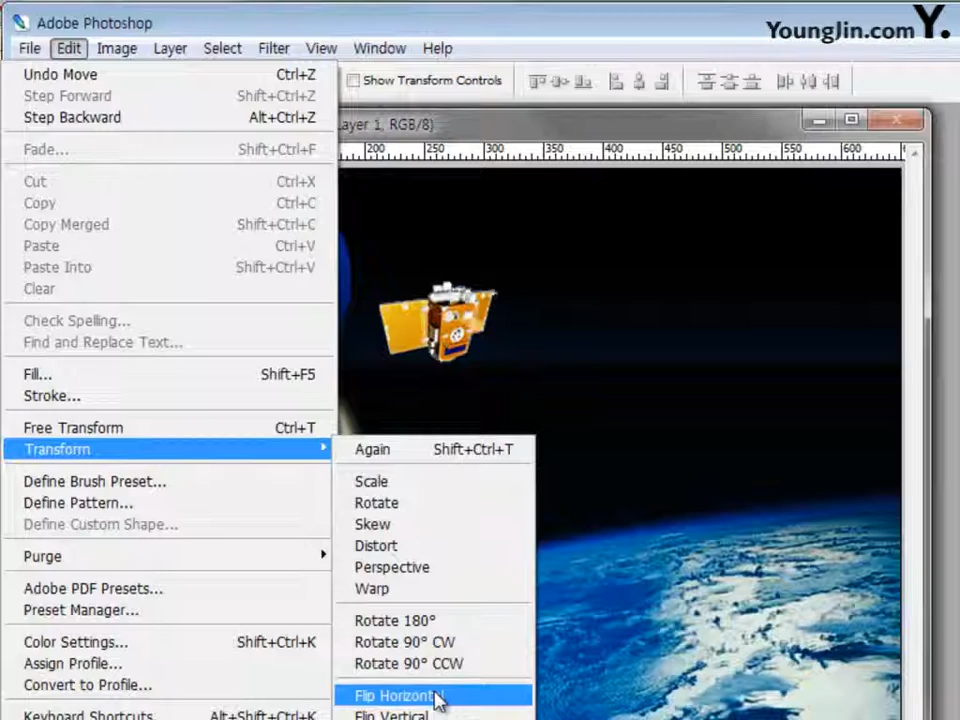 Adobe Photoshop
YoungJin.com Y.
File Edit Image Layer Select Filter View Window Help
Undo Move Ctrl+Z
Show Transform Controls
Step Forward Shift+Ctrl+Z
Step Backward Alt+Ctrl+Z
ayer 1, RGB/8)
Fade... Shift+Ctrl+F
200 250 300 350 400 450 500 550 600
Cut Ctrl+X
Copy Ctrl+C
Copy Merged Shift+Ctrl+C
Paste Ctrl+V
Paste Into Shift+Ctrl+V
Clear
Check Spelling...
Find and Replace Text...
Fill... Shift+F5
Stroke...
Free Transform Ctrl+T
Transform
Again Shift+Ctrl+T
Define Brush Preset...
Define Pattern...
Define Custom Shape...
Purge
Adobe PDF Presets...
Preset Manager...
Color Settings... Shift+Ctrl+K
Assign Profile...
Convert to Profile...
Keyboard Shortcuts... Alt+Shift+Ctrl+K
Scale
Rotate
Skew
Distort
Perspective
Warp
Rotate 180°
Rotate 90° CW
Rotate 90° CCW
Flip Horizontal
Flip Vertical